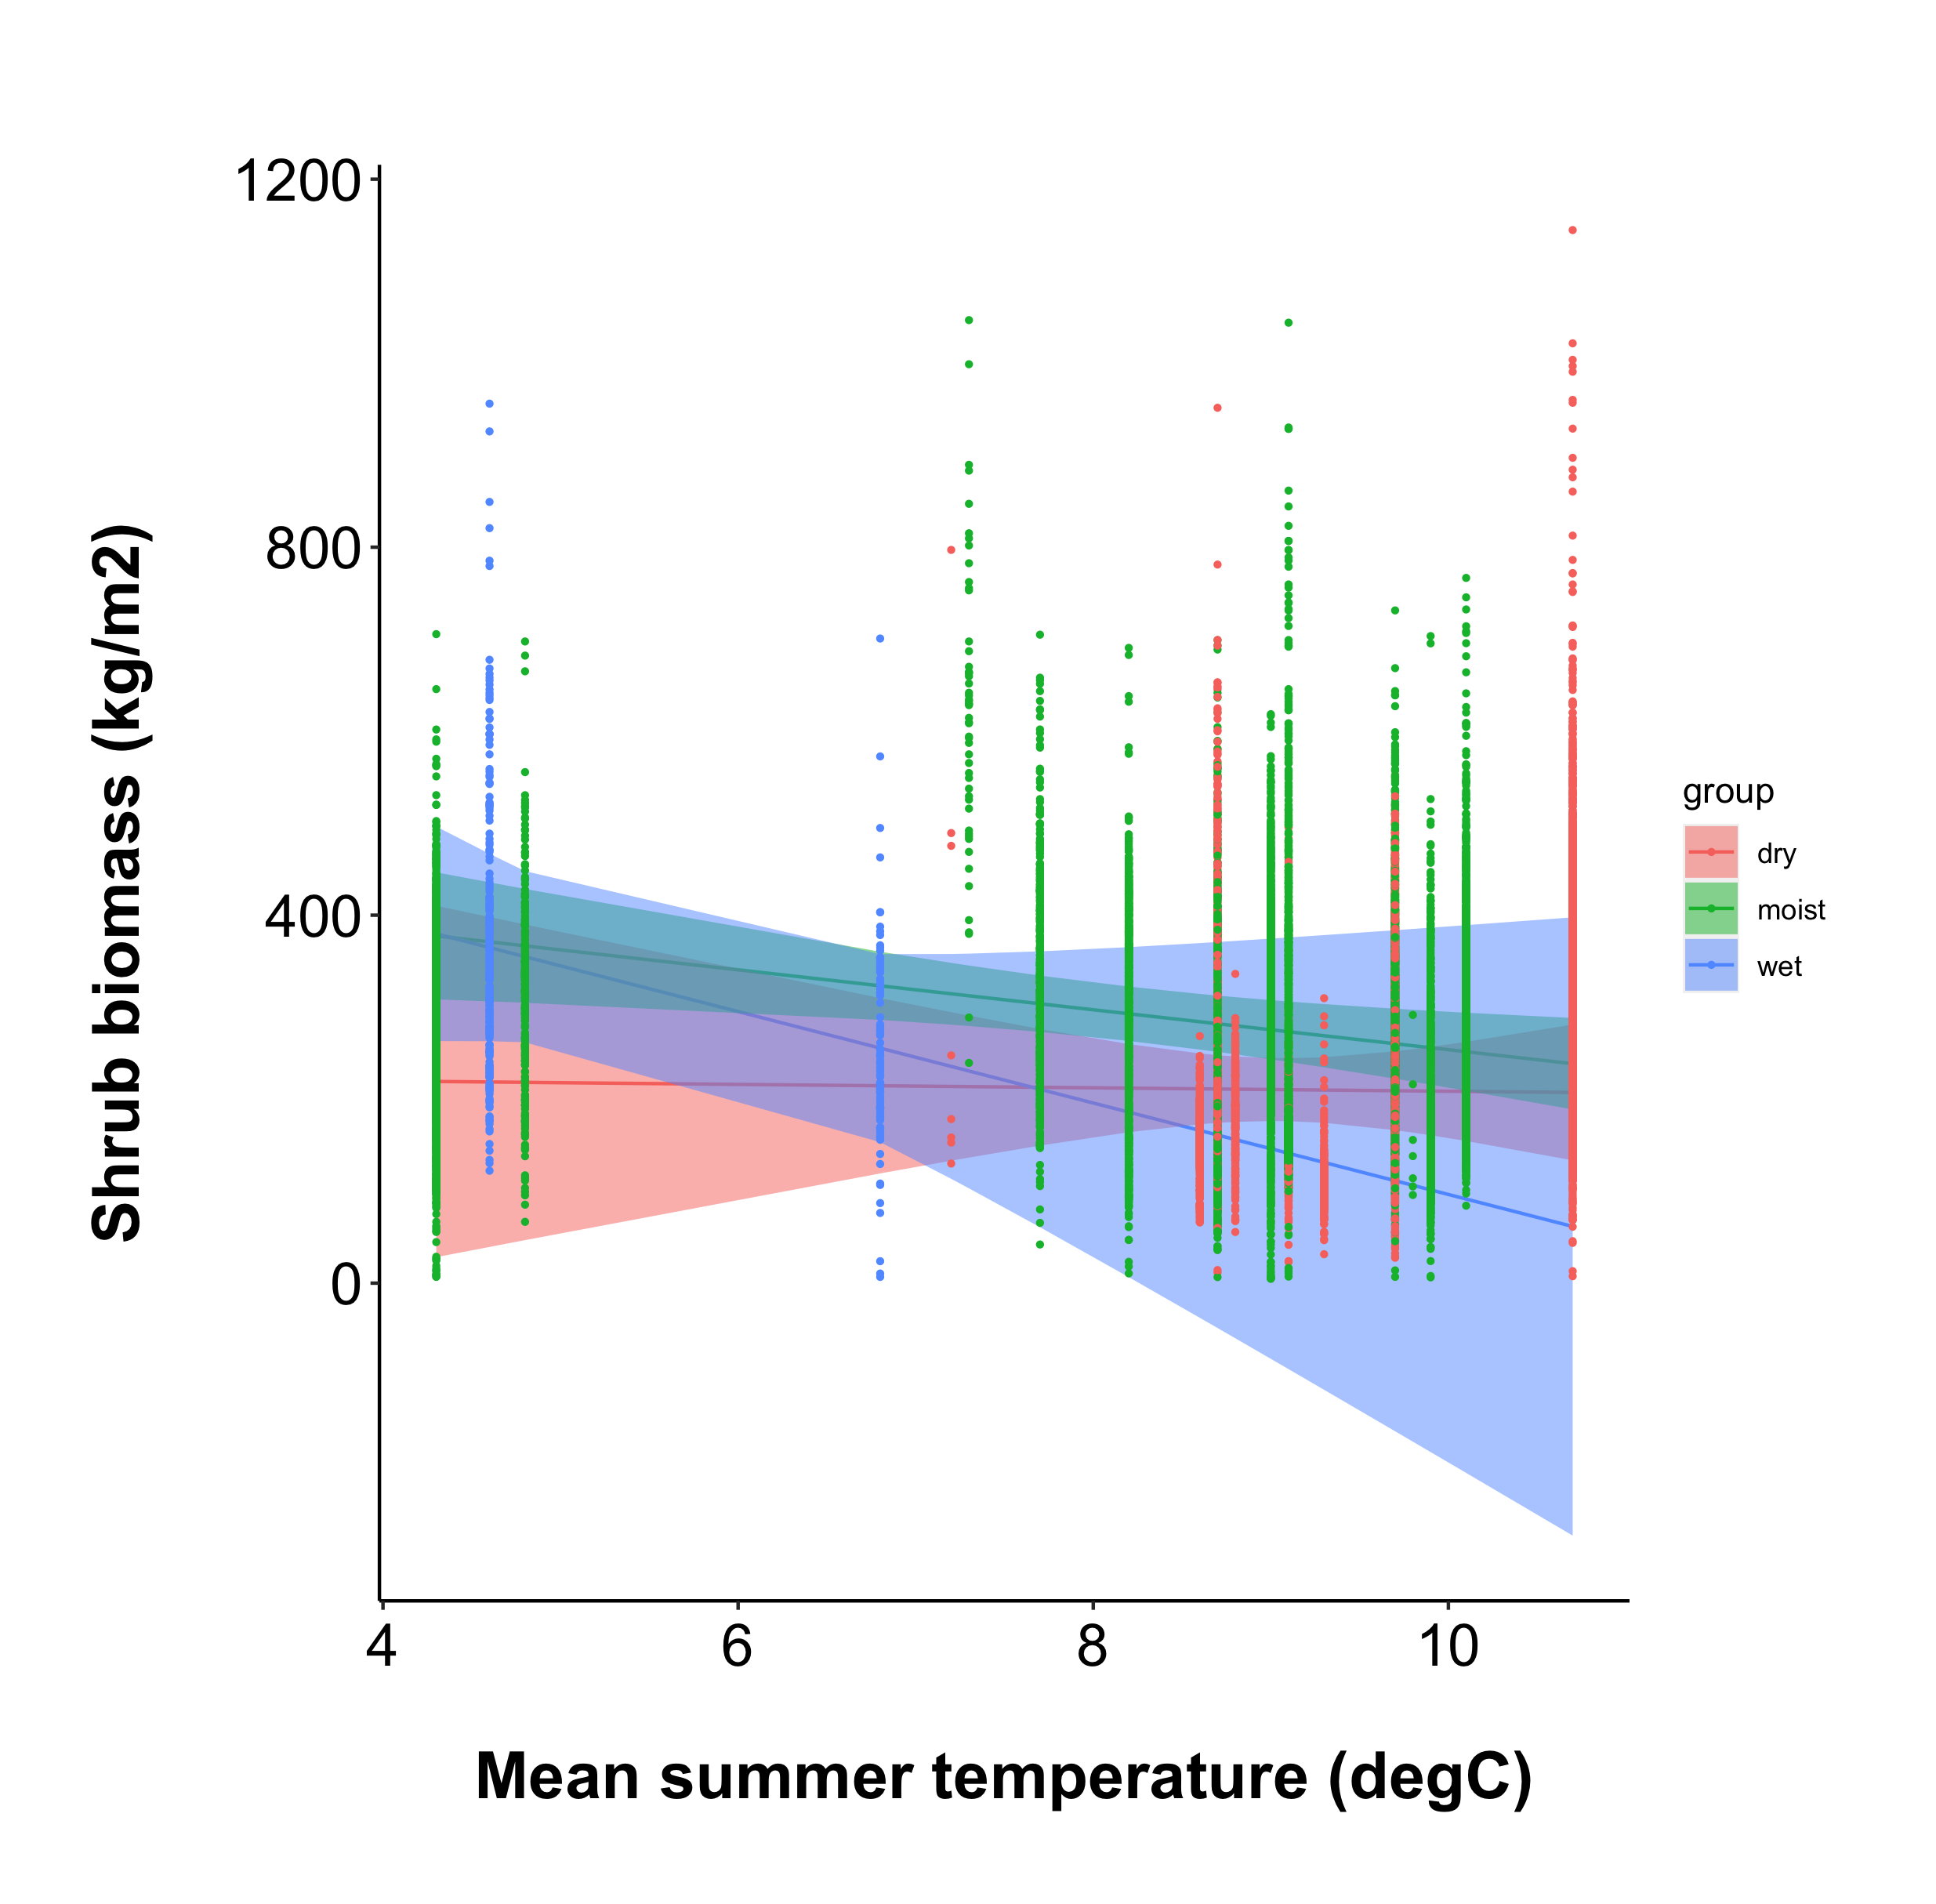 1200
800
400
0
Shrub biomass (kg/m2)
4 6 8 10
Mean summer temperature (degC)
group
dry
moist
wet